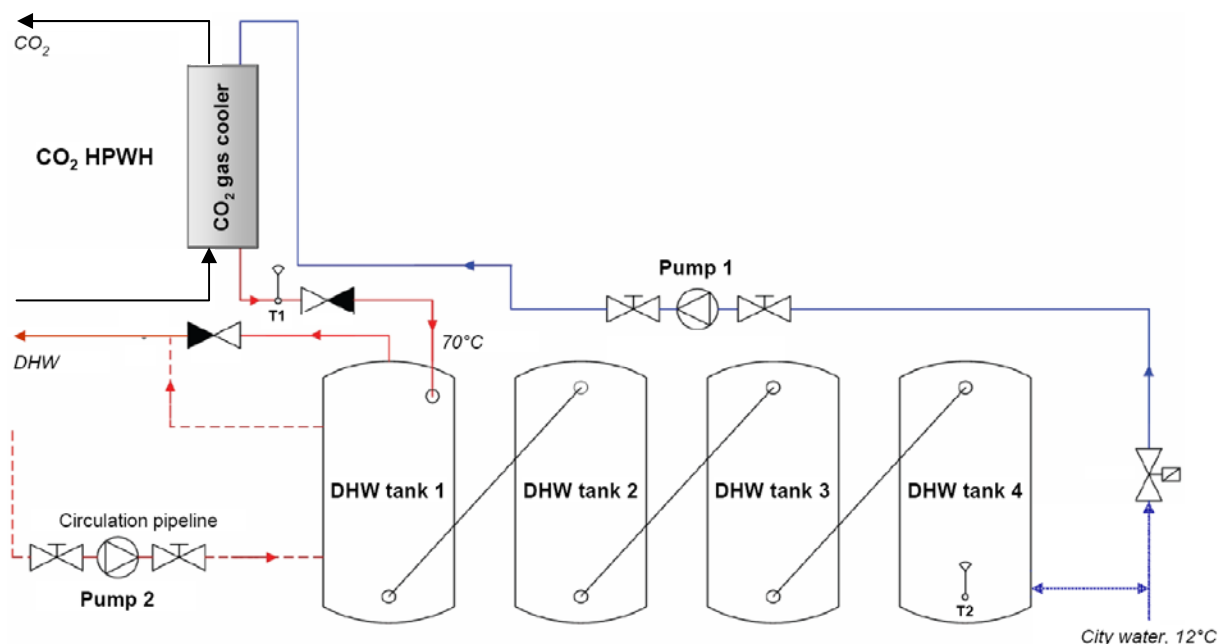 CO₂
CO₂ HPWH
CO₂ gas cooler
T1
Pump 1
70°C
DHW
DHW tank 1
DHW tank 2
DHW tank 3
DHW tank 4
Circulation pipeline
Pump 2
T2
City water, 12°C